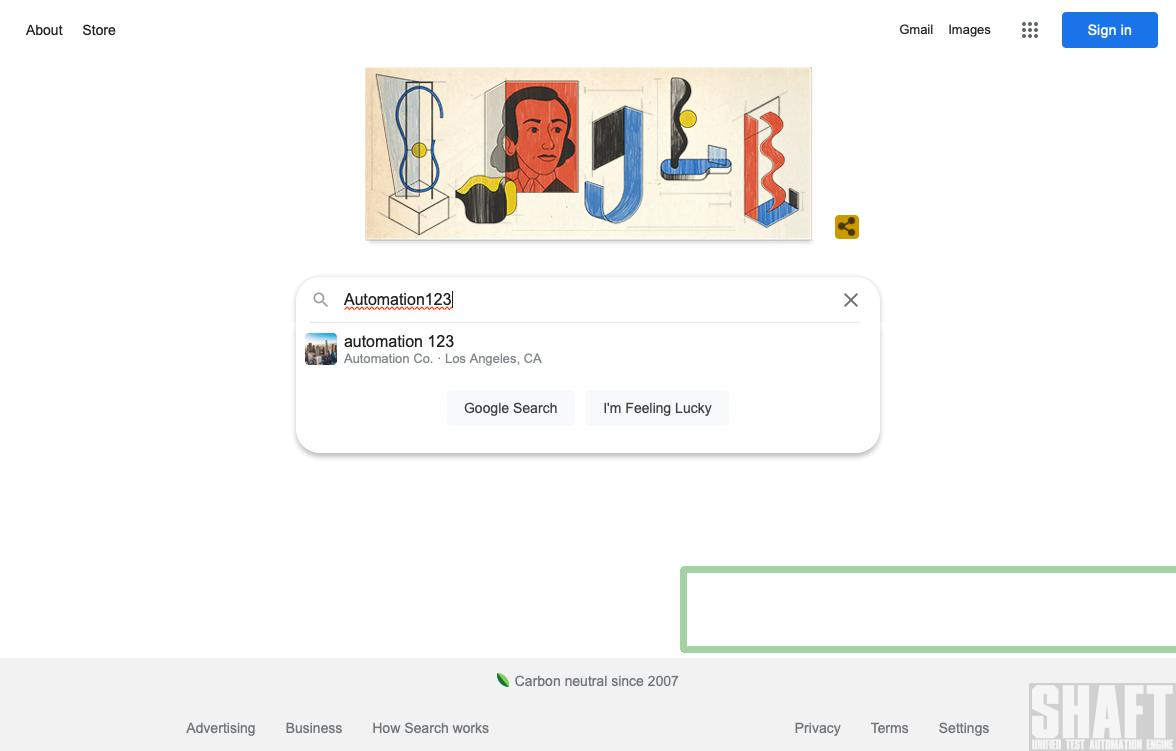 About Store
Gmail Images
Sign in
Automation123
automation 123
Automation Co. · Los Angeles, CA
Google Search I'm Feeling Lucky
Carbon neutral since 2007
Advertising Business How Search works
Privacy Terms Settings
SHAFT
UNIFIED TEST AUTOMATION ENGINE